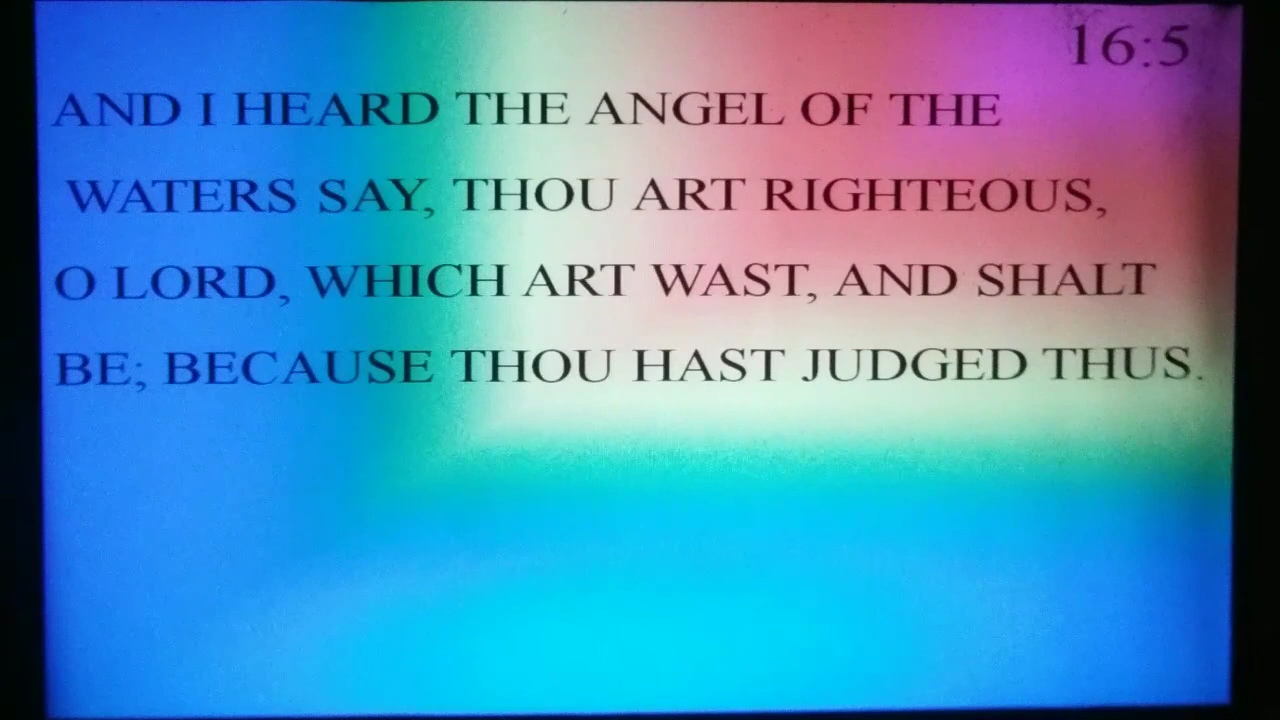 16:5
AND I HEARD THE ANGEL OF THE
WATERS SAY, THOU ART RIGHTEOUS,
O LORD, WHICH ART WAST, AND SHALT
BE; BECAUSE THOU HAST JUDGED THUS.